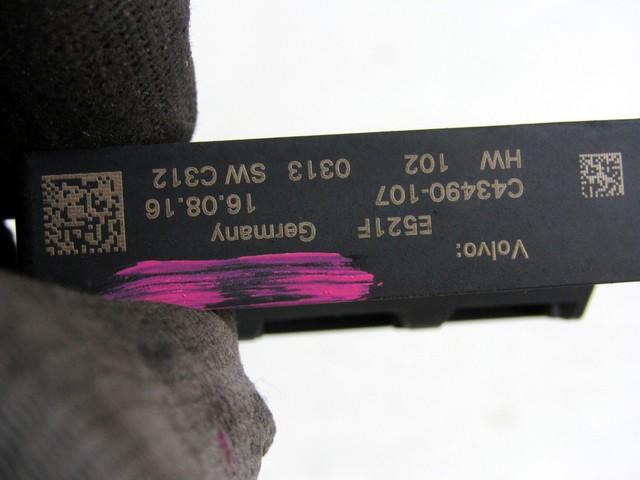 Volvo:
E521F Germany
C43490-107 16.08.16
HW 102 0313 SW C312